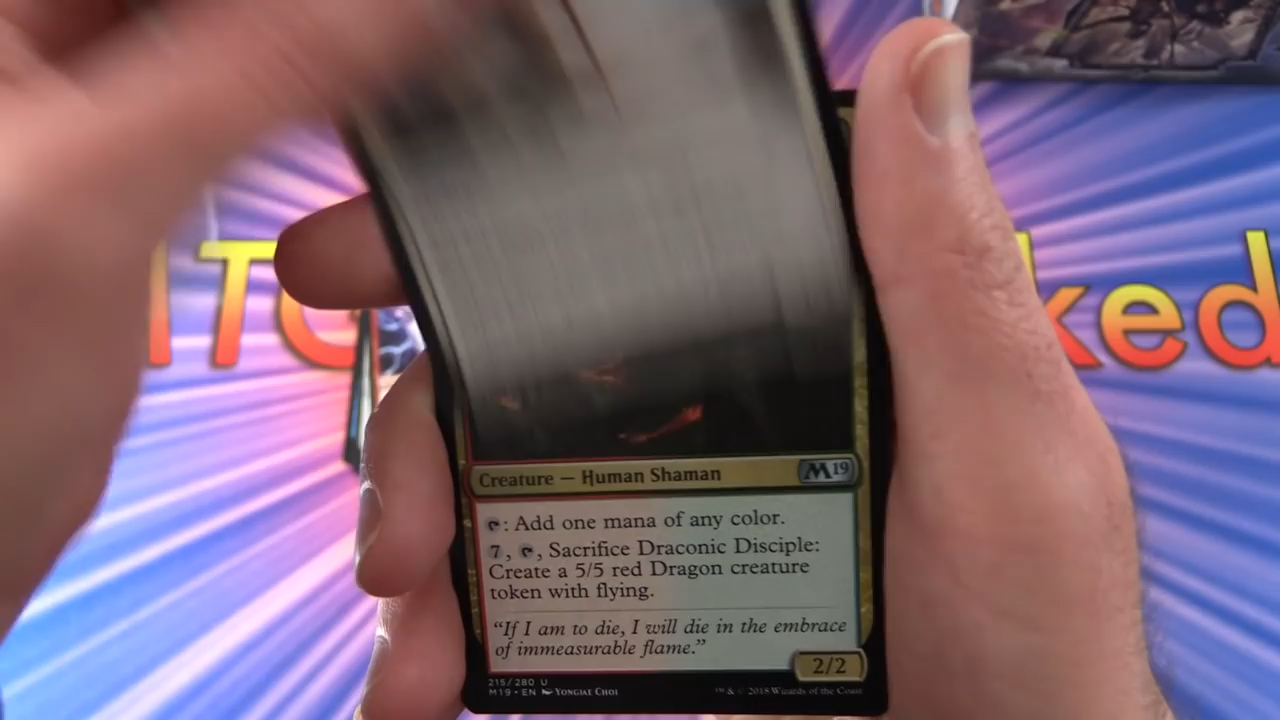 MTG
ked
Creature — Human Shaman
M19
: Add one mana of any color.
7, , Sacrifice Draconic Disciple:
Create a 5/5 red Dragon creature
token with flying.
“If I am to die, I will die in the embrace
of immeasurable flame.”
2/2
215/280 U
M19 • EN YONGJAE CHOI
™ & © 2018 Wizards of the Coast